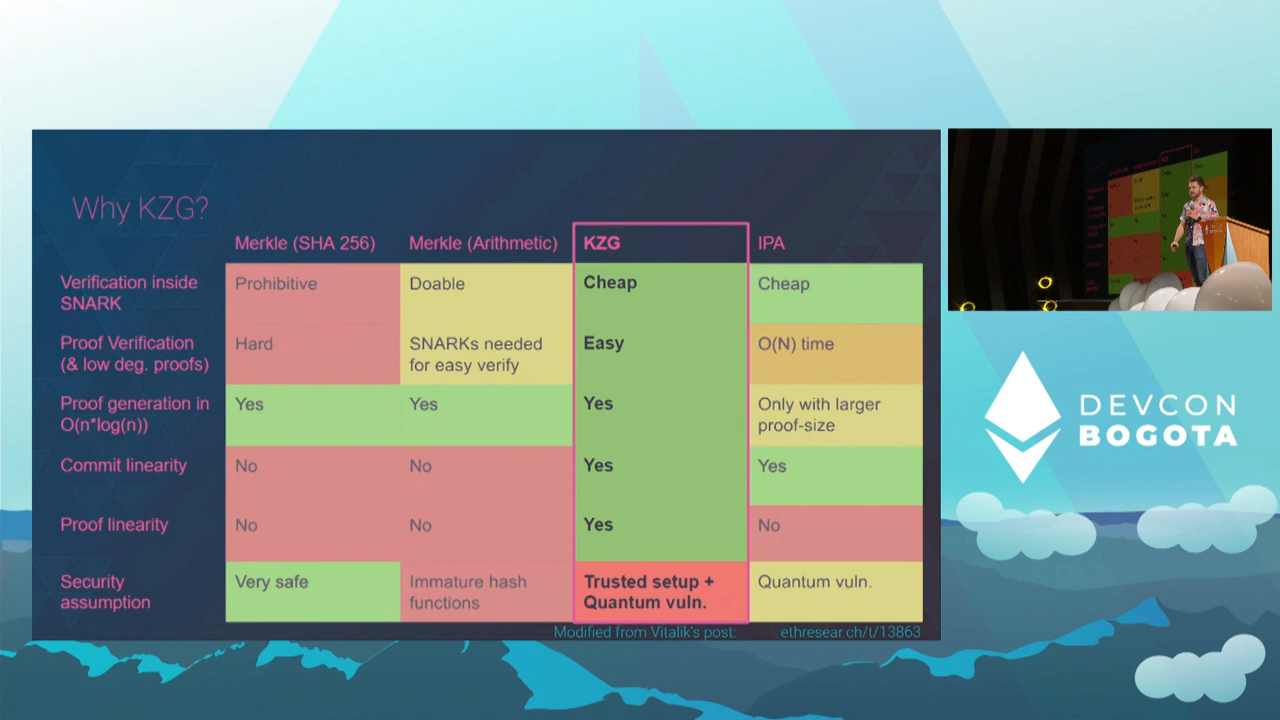 Why KZG?
Merkle (SHA 256) Merkle (Arithmetic) KZG IPA
Verification inside SNARK Prohibitive Doable Cheap Cheap
Proof Verification (& low deg. proofs) Hard SNARKs needed for easy verify Easy O(N) time
Proof generation in O(n*log(n)) Yes Yes Yes Only with larger proof-size
Commit linearity No No Yes Yes
Proof linearity No No Yes No
Security assumption Very safe Immature hash functions Trusted setup + Quantum vuln. Quantum vuln.
Modified from Vitalik's post: ethresear.ch/t/13863
DEVCON
BOGOTA